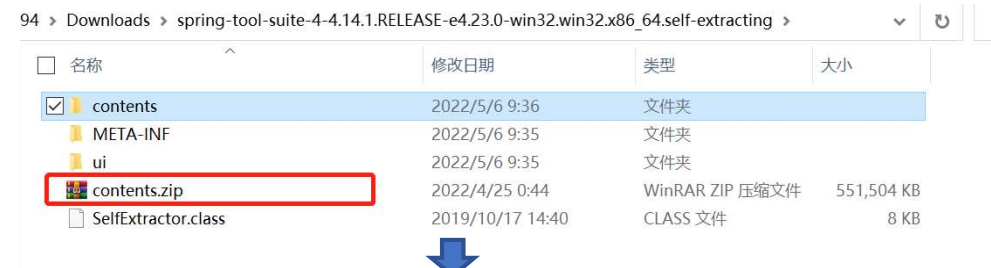 94 > Downloads > spring-tool-suite-4-4.14.1.RELEASE-e4.23.0-win32.win32.x86_64.self-extracting >
名称 修改日期 类型 大小
contents 2022/5/6 9:36 文件夹
META-INF 2022/5/6 9:35 文件夹
ui 2022/5/6 9:35 文件夹
contents.zip 2022/4/25 0:44 WinRAR ZIP 压缩文件 551,504 KB
SelfExtractor.class 2019/10/17 14:40 CLASS 文件 8 KB